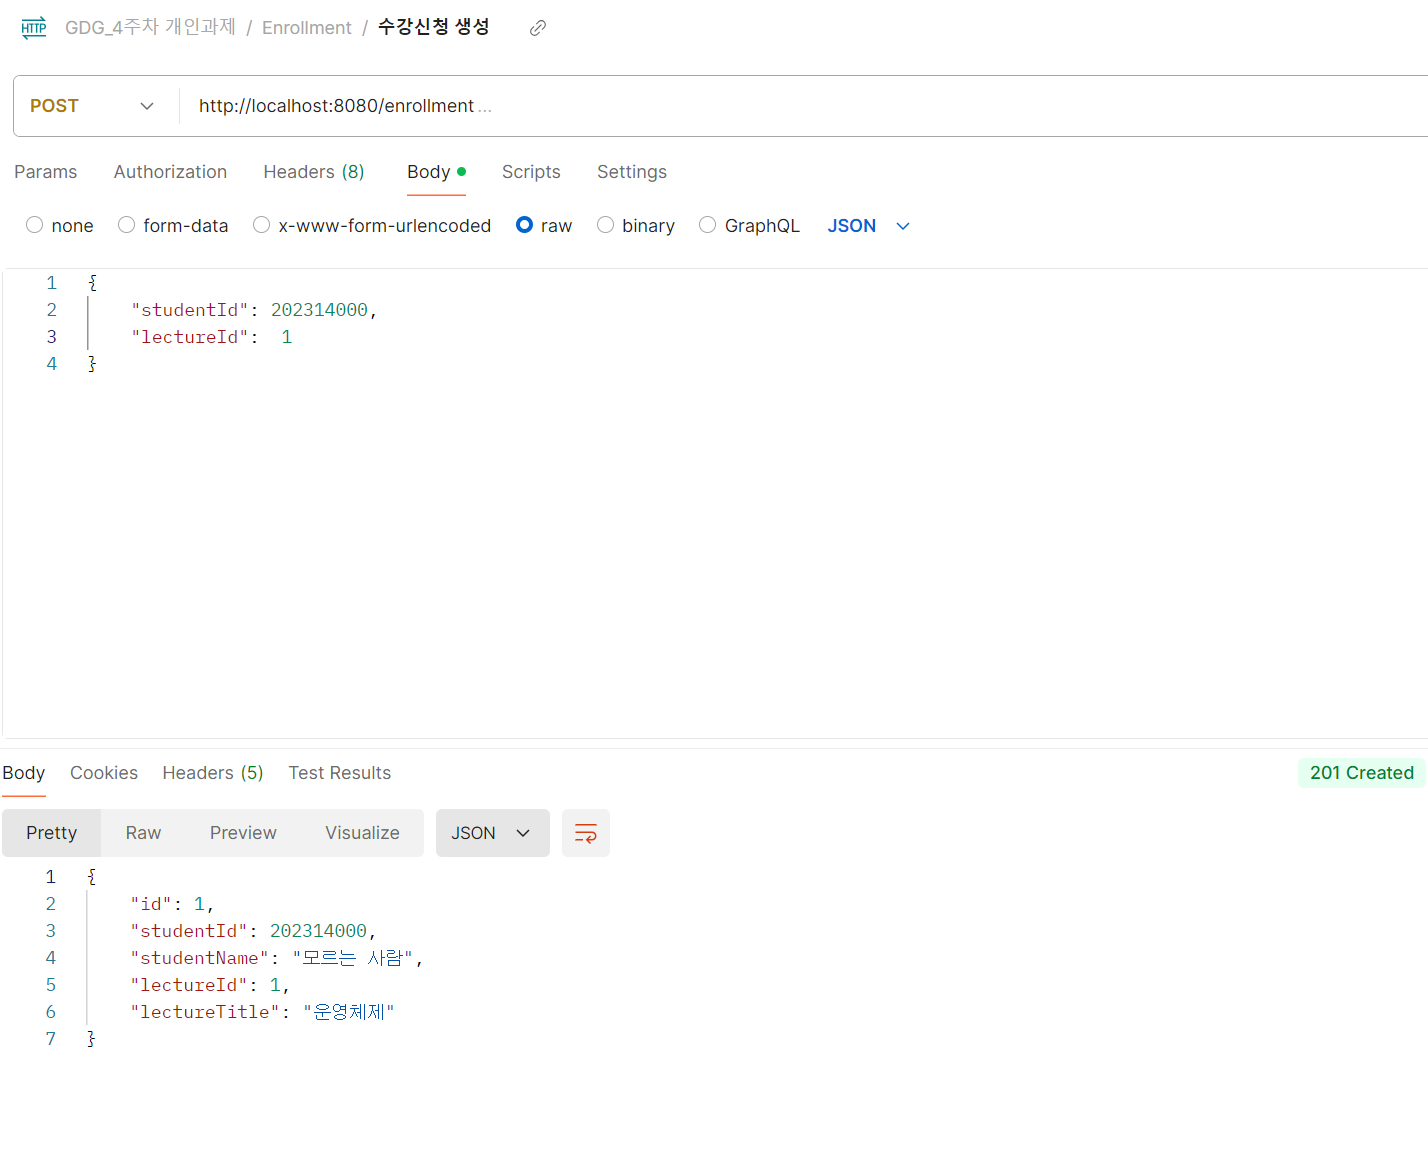 HTTP GDG_4주차 개인과제 / Enrollment / 수강신청 생성
POST http://localhost:8080/enrollment ...
Params Authorization Headers (8) Body Scripts Settings
none form-data x-www-form-urlencoded raw binary GraphQL JSON
1 {
2 "studentId": 202314000,
3 "lectureId": 1
4 }
Body Cookies Headers (5) Test Results 201 Created
Pretty Raw Preview Visualize JSON
1 {
2 "id": 1,
3 "studentId": 202314000,
4 "studentName": "모르는 사람",
5 "lectureId": 1,
6 "lectureTitle": "운영체제"
7 }